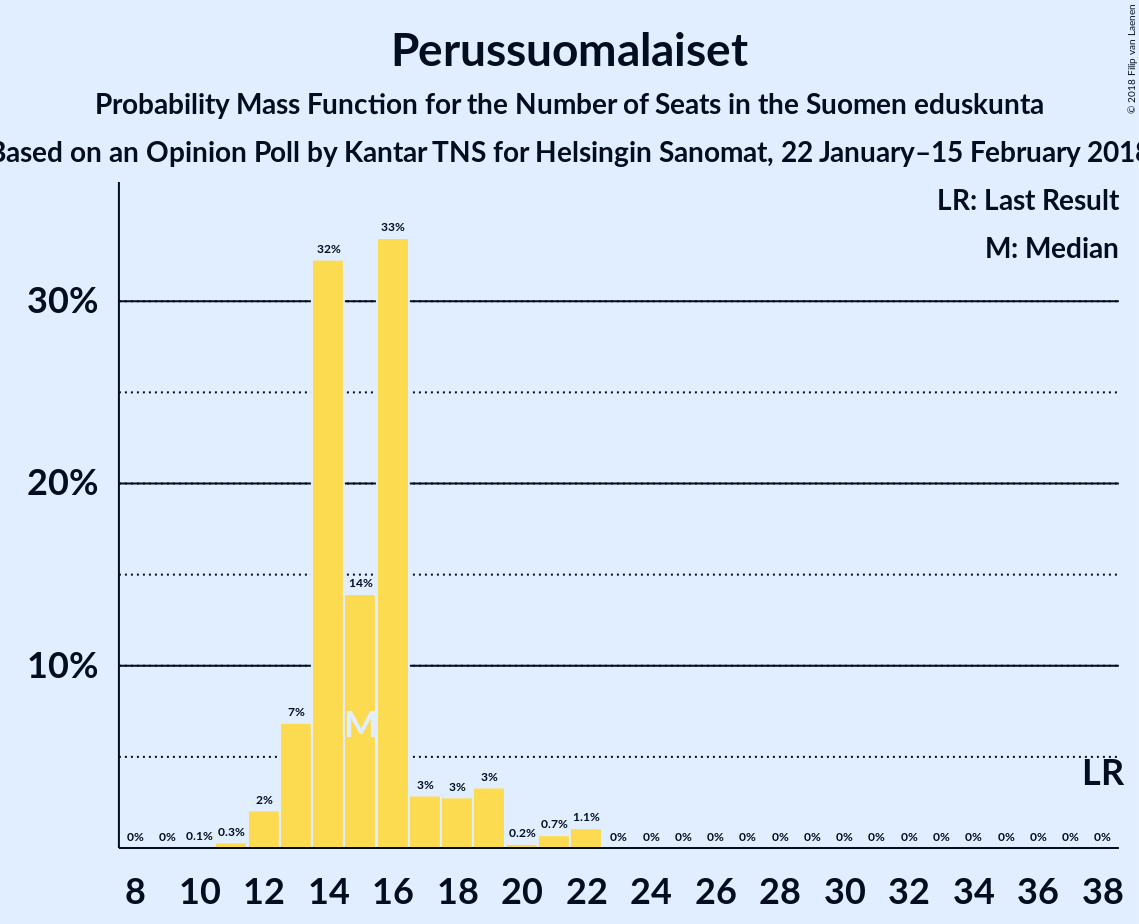 Perussuomalaiset
Probability Mass Function for the Number of Seats in the Suomen eduskunta
Based on an Opinion Poll by Kantar TNS for Helsingin Sanomat, 22 January–15 February 2018
© 2018 Filip van Laenen
LR: Last Result
M: Median
30%
20%
10%
0% 0% 0.1% 0.3% 2% 7% 32% 14% 33% 3% 3% 3% 0.2% 0.7% 1.1% 0% 0% 0% 0% 0% 0% 0% 0% 0% 0% 0% 0% 0% 0% 0% 0%
M
LR
8 10 12 14 16 18 20 22 24 26 28 30 32 34 36 38